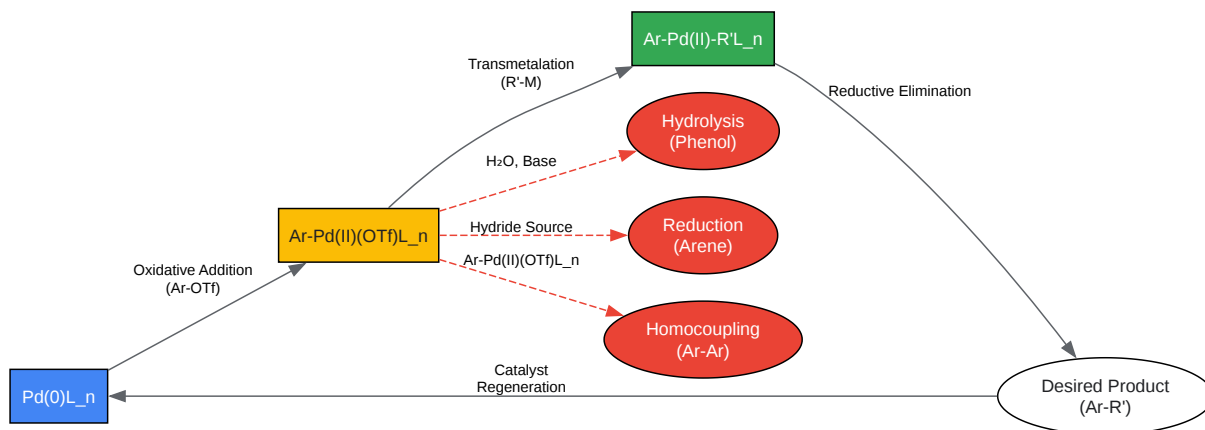 Ar-Pd(II)-R'L_n
Transmetalation
(R'-M)
Reductive Elimination
Hydrolysis
(Phenol)
H₂O, Base
Ar-Pd(II)(OTf)L_n
Hydride Source
Reduction
(Arene)
Ar-Pd(II)(OTf)L_n
Oxidative Addition
(Ar-OTf)
Homocoupling
(Ar-Ar)
Pd(0)L_n
Catalyst
Regeneration
Desired Product
(Ar-R')